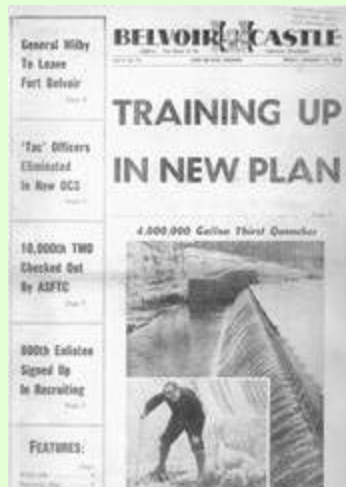 General Wilby
To Leave
Fort Belvoir
'Tac' Officers
Eliminated
In New OCS
10,000th TWO
Checked Out
By ASFTC
800th Enlistee
Signed Up
In Recruiting
FEATURES:
BELVOIR CASTLE
TRAINING UP
IN NEW PLAN
4,000,000 Gallon Thirst Quencher